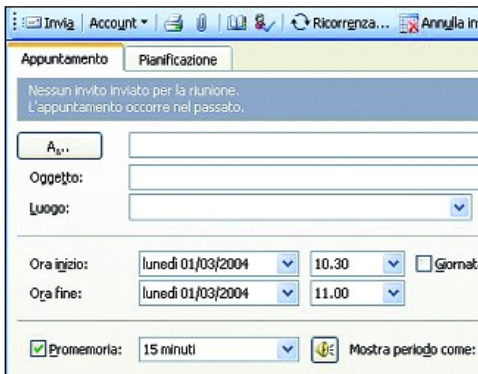 Invia Account Ricorrenza... Annulla in
Appuntamento Pianificazione
Nessun invito inviato per la riunione.
L'appuntamento occorre nel passato.
A...
Oggetto:
Luogo:
Ora inizio: lunedì 01/03/2004 10.30 Giornat
Ora fine: lunedì 01/03/2004 11.00
Promemoria: 15 minuti Mostra periodo come: